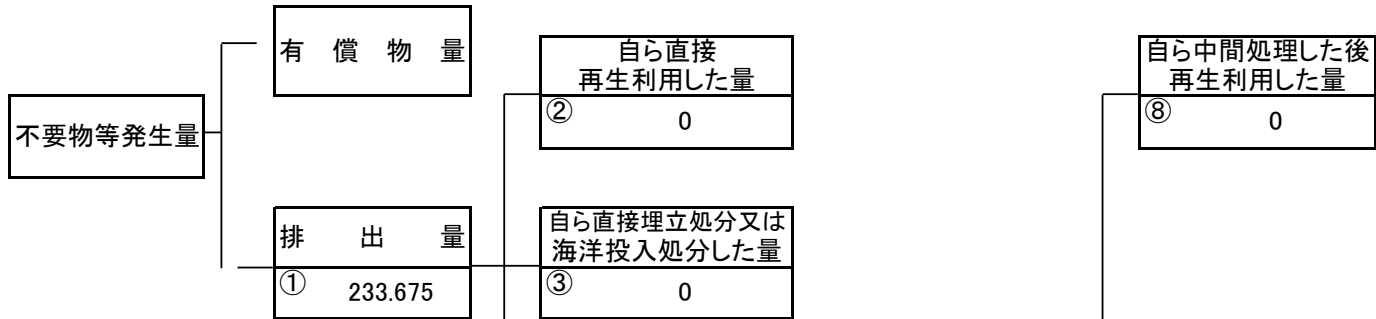 有償物量
自ら直接
再生利用した量
② 0
自ら中間処理した後
再生利用した量
⑧ 0
不要物等発生量
排出量
① 233.675
自ら直接埋立処分又は
海洋投入処分した量
③ 0